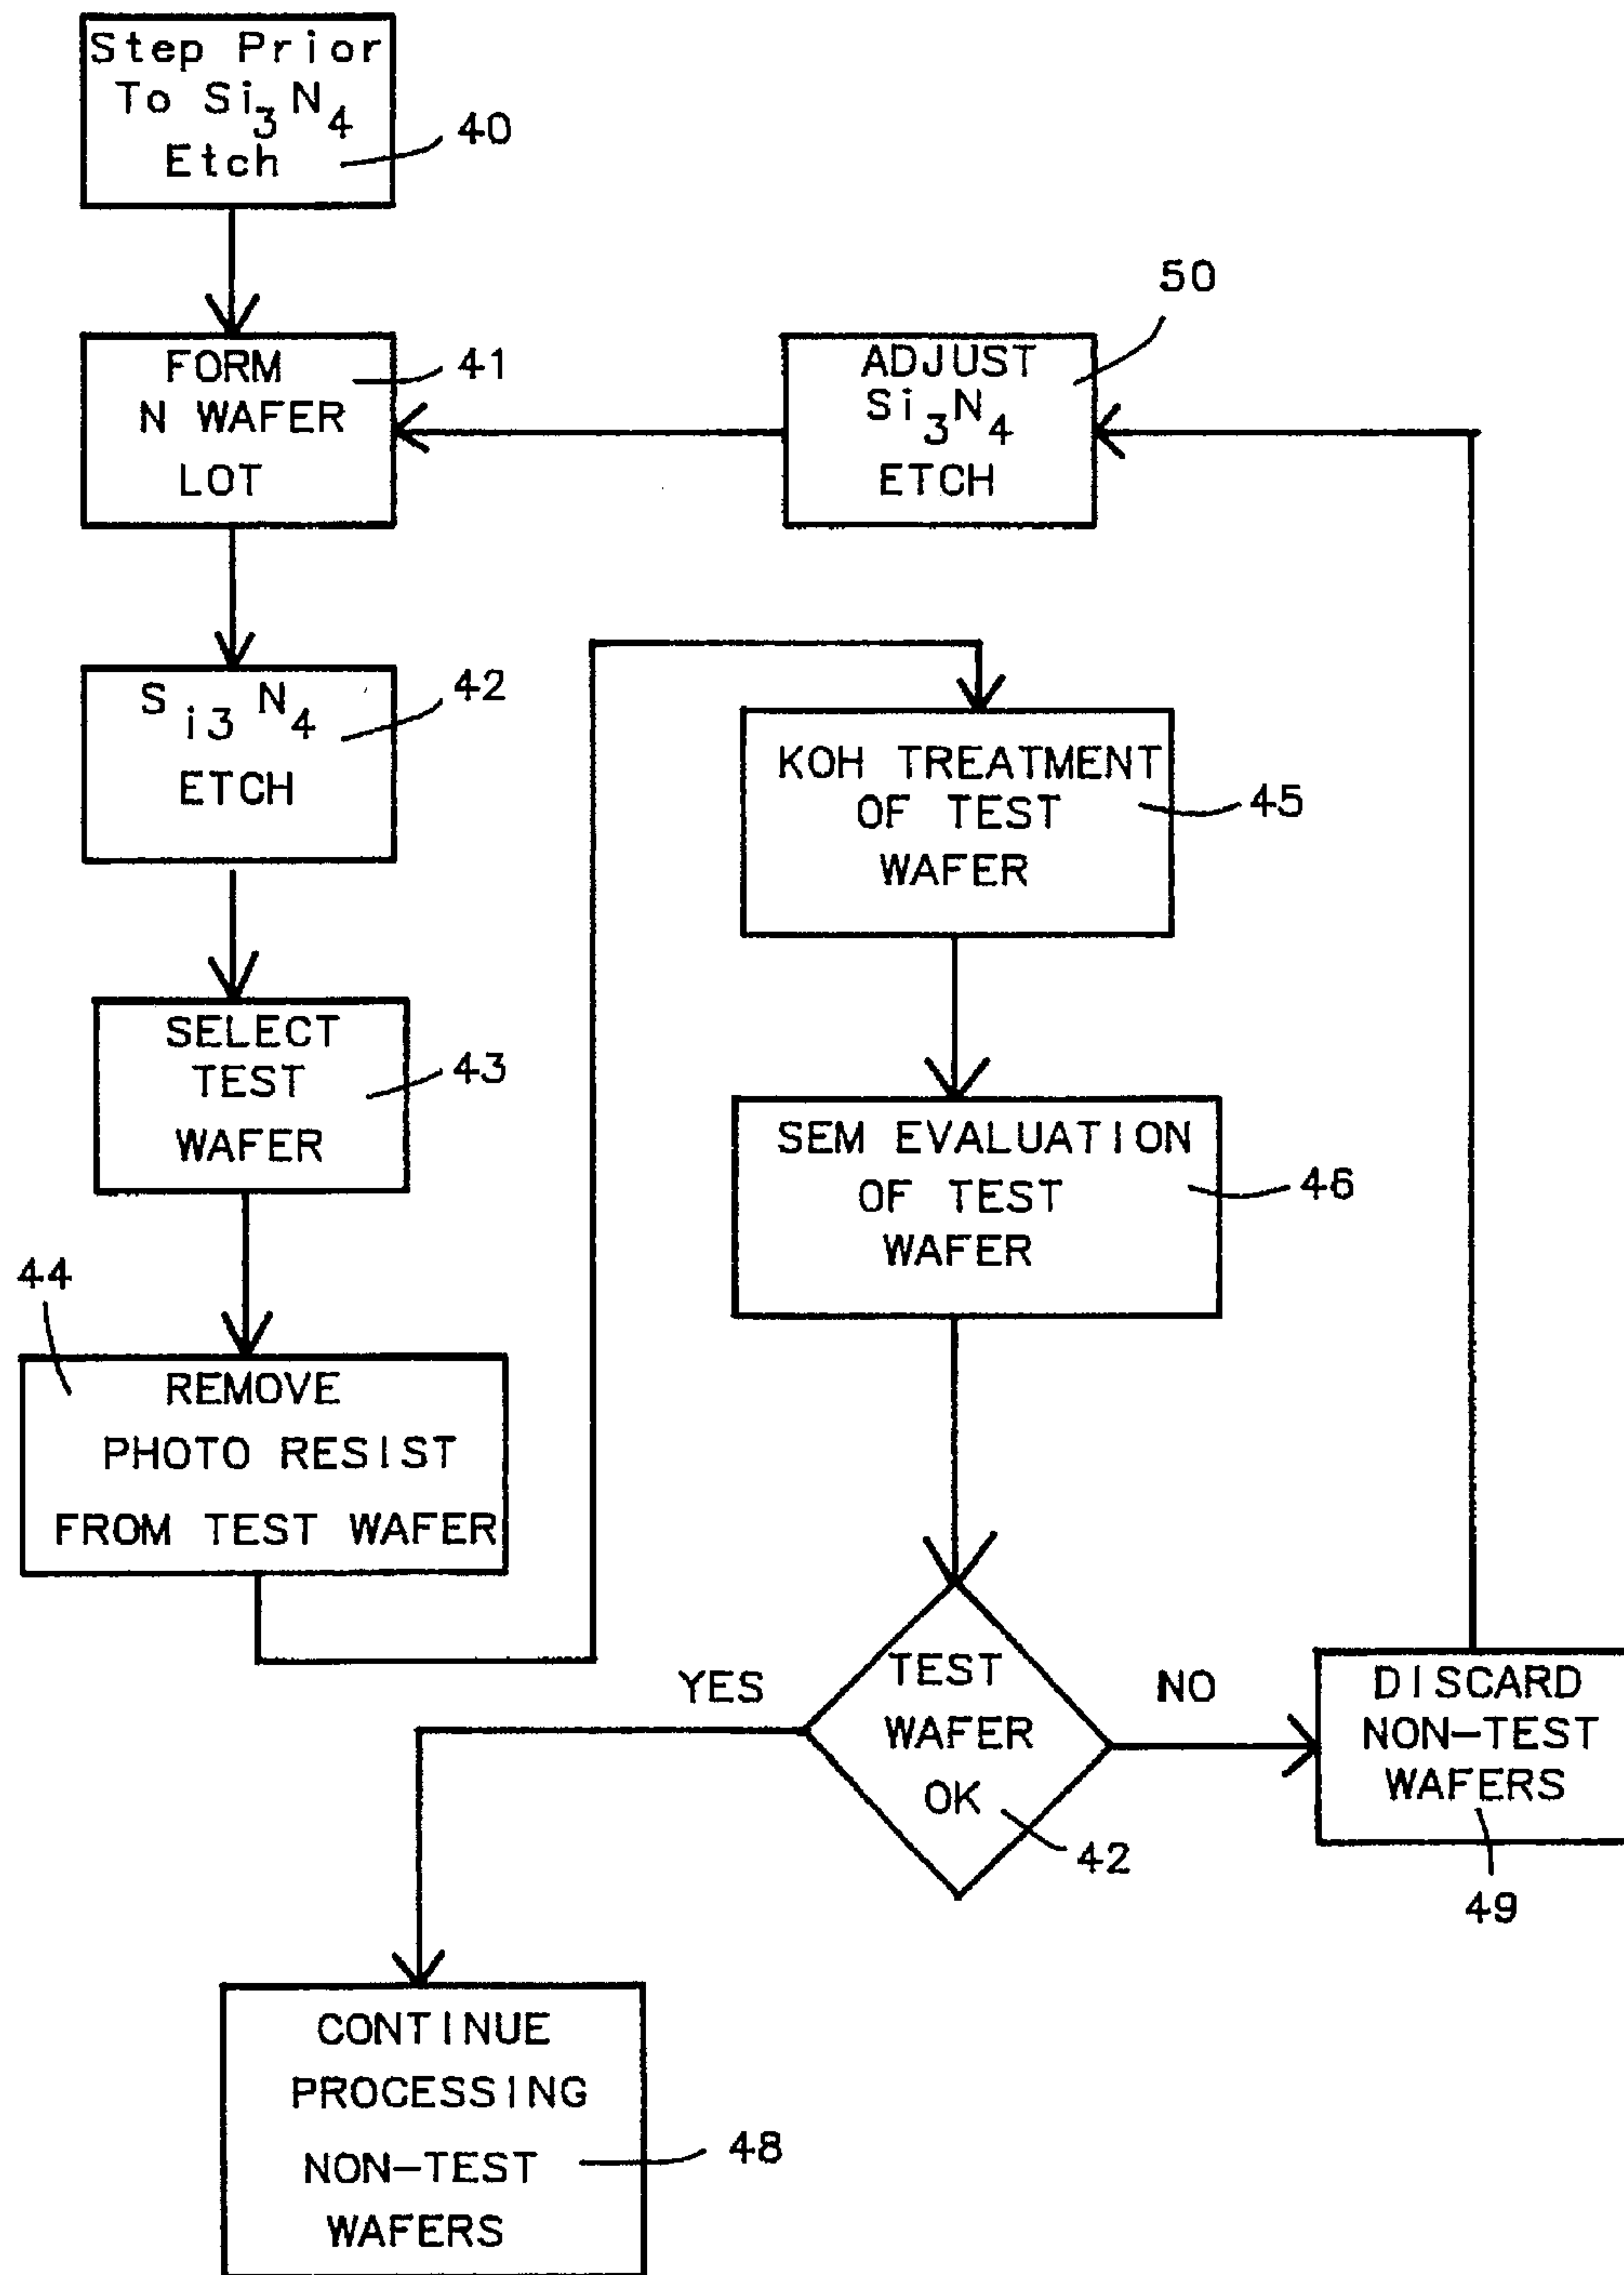 Step Prior
To Si3N4
Etch
40
FORM
N WAFER
LOT
41
ADJUST
Si3N4
ETCH
50
Si3 N4
ETCH
42
SELECT
TEST
WAFER
43
REMOVE
PHOTO RESIST
FROM TEST WAFER
44
KOH TREATMENT
OF TEST
WAFER
45
SEM EVALUATION
OF TEST
WAFER
46
TEST
WAFER
OK
42
YES
NO
DISCARD
NON-TEST
WAFERS
49
CONTINUE
PROCESSING
NON-TEST
WAFERS
48